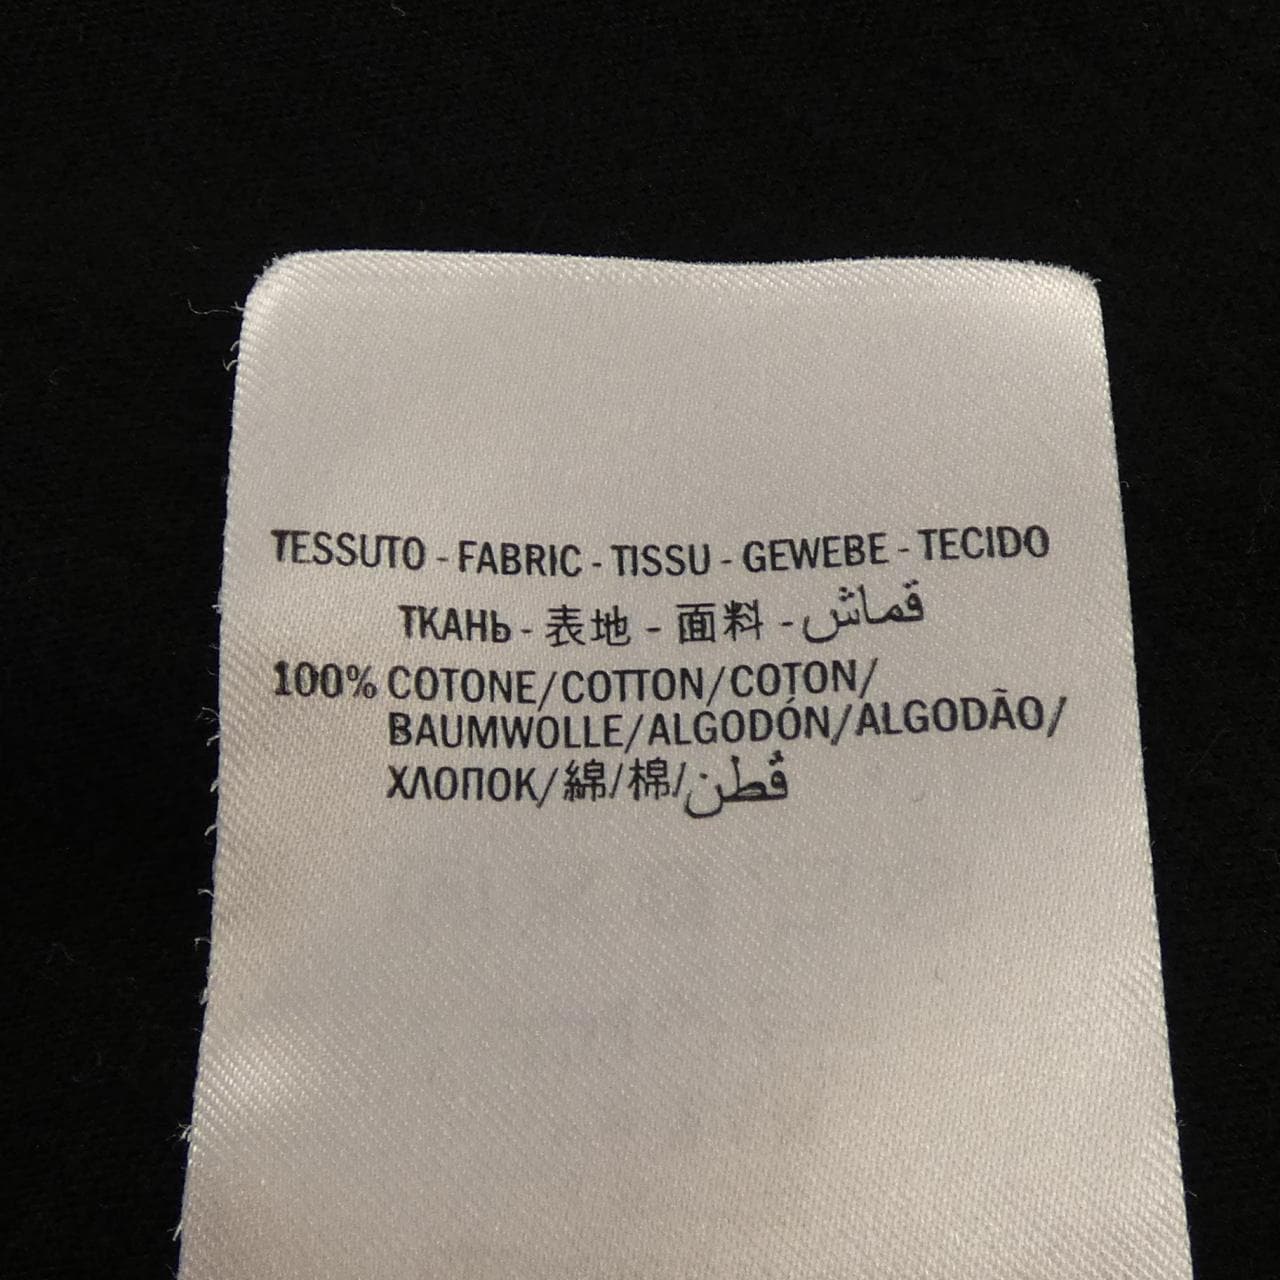 TESSUTO - FABRIC - TISSU - GEWEBE - TECIDO
ТКАНЬ - 表地 - 面料 - قماش
100% COTONE/COTTON/COTON/
BAUMWOLLE/ALGODÓN/ALGODÃO/
ХЛОПОК/綿/棉/قطن